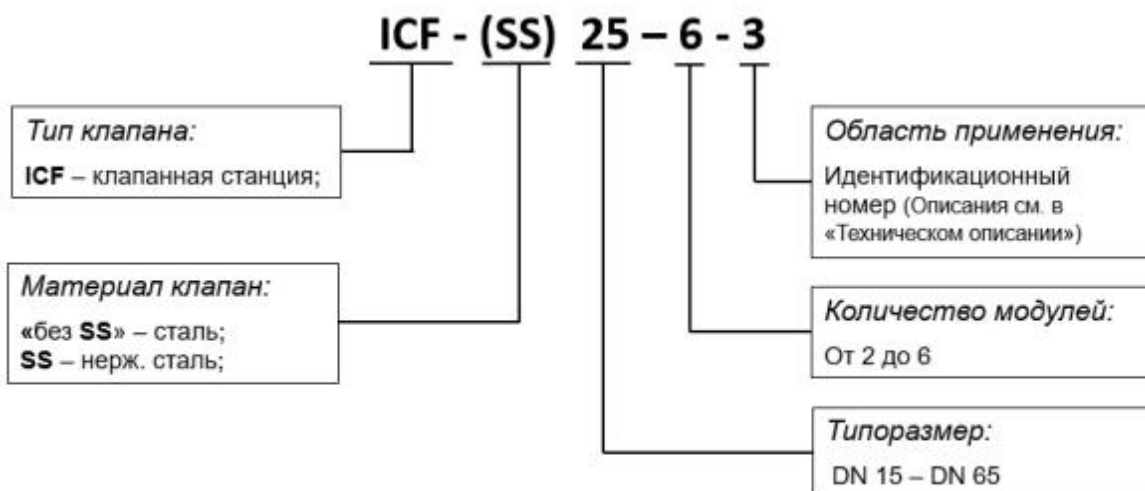 ICF - (SS) 25 – 6 - 3
Тип клапана:
ICF – клапанная станция;
Материал клапан:
«без SS» – сталь;
SS – нерж. сталь;
Область применения:
Идентификационный
номер (Описания см. в
«Техническом описании»)
Количество модулей:
От 2 до 6
Типоразмер:
DN 15 – DN 65